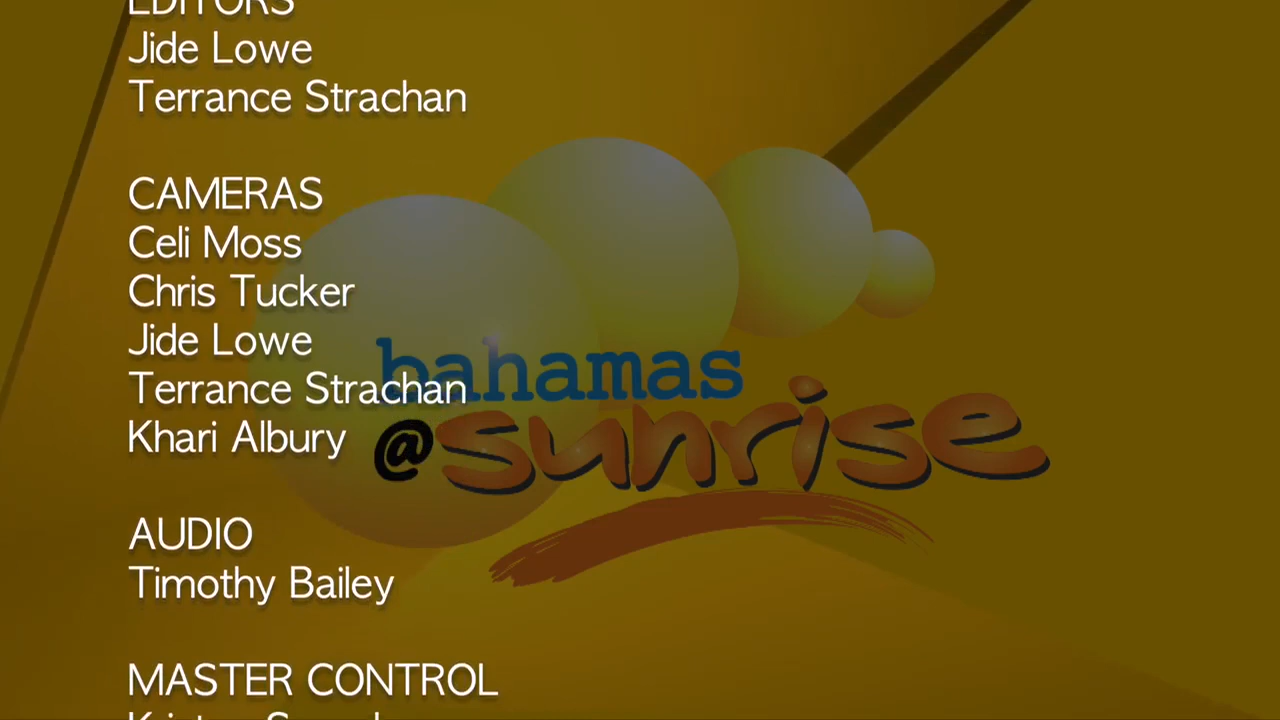 EDITORS
Jide Lowe
Terrance Strachan
CAMERAS
Celi Moss
Chris Tucker
Jide Lowe
Terrance Strachan
Khari Albury
AUDIO
Timothy Bailey
MASTER CONTROL
bahamas
@sunrise